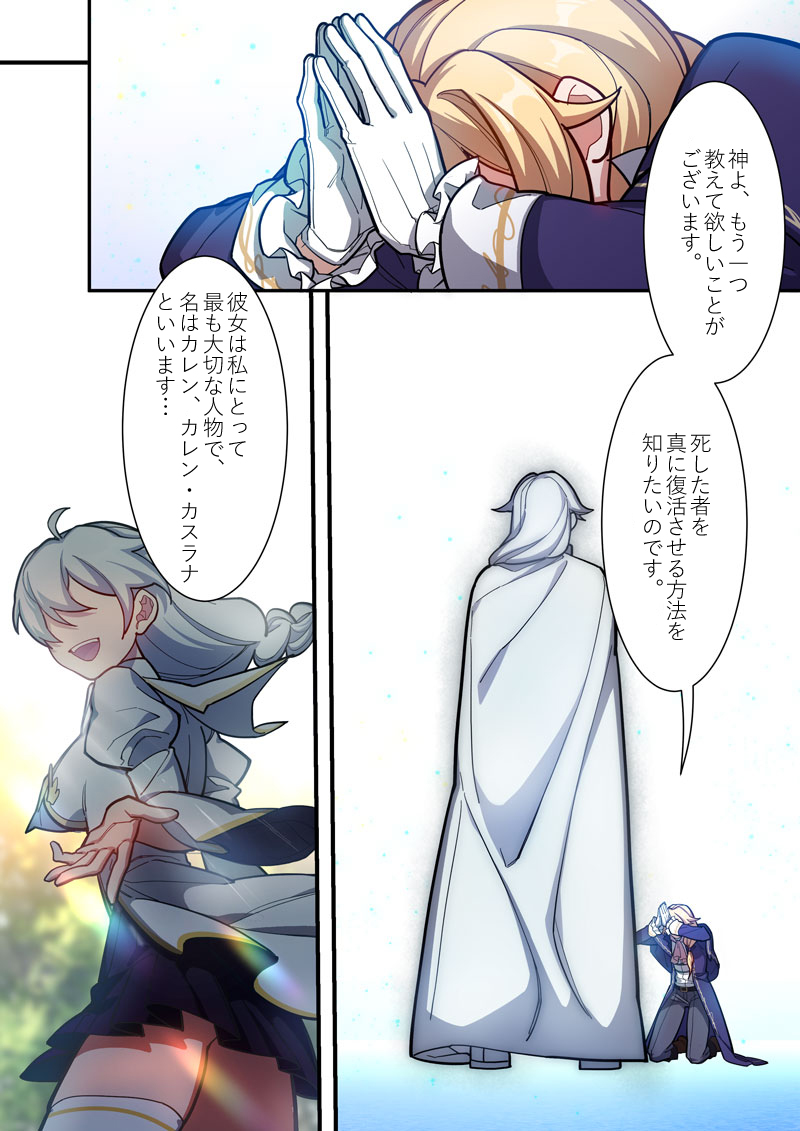 神よ、もう一つ
教えて欲しいことが
ございます。
死した者を
真に復活させる方法を
知りたいのです。
彼女は私にとって
最も大切な人物で、
名はカレン、カレン・カスラナ
といいます…